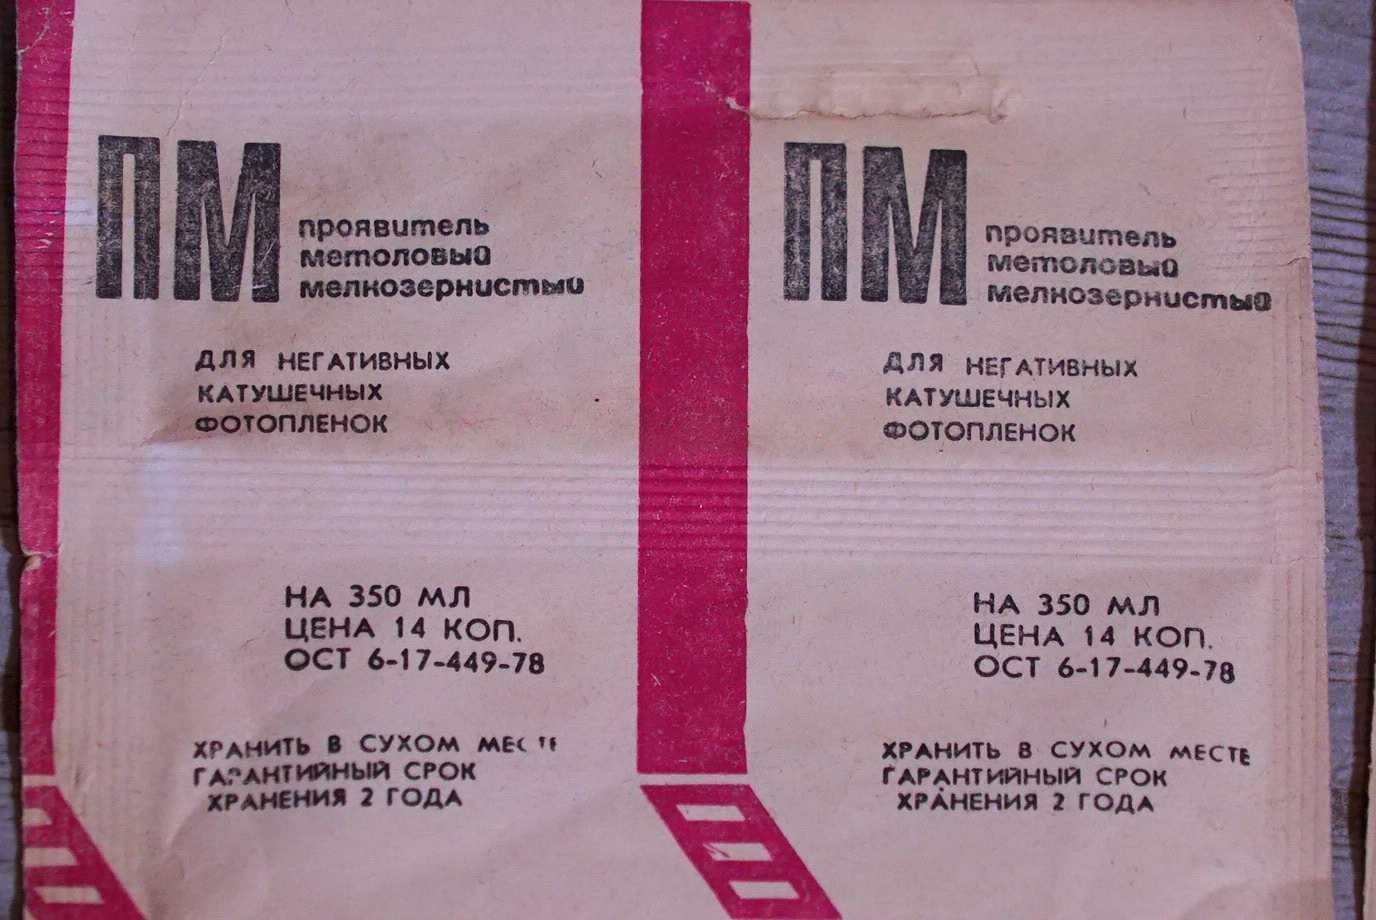 ПМ
проявитель
метоловый
мелкозернистый
ДЛЯ НЕГАТИВНЫХ
КАТУШЕЧНЫХ
ФОТОПЛЕНОК
НА 350 МЛ
ЦЕНА 14 КОП.
ОСТ 6-17-449-78
ХРАНИТЬ В СУХОМ МЕСТЕ
ГАРАНТИЙНЫЙ СРОК
ХРАНЕНИЯ 2 ГОДА
ПМ
проявитель
метоловый
мелкозернистый
ДЛЯ НЕГАТИВНЫХ
КАТУШЕЧНЫХ
ФОТОПЛЕНОК
НА 350 МЛ
ЦЕНА 14 КОП.
ОСТ 6-17-449-78
ХРАНИТЬ В СУХОМ МЕСТЕ
ГАРАНТИЙНЫЙ СРОК
ХРАНЕНИЯ 2 ГОДА